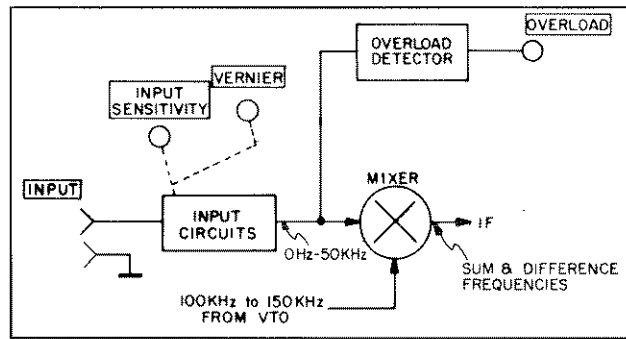 OVERLOAD
OVERLOAD
DETECTOR
VERNIER
INPUT
SENSITIVITY
MIXER
INPUT
INPUT
CIRCUITS
IF
0HZ-50KHZ
SUM & DIFFERENCE
FREQUENCIES
100KHZ to 150KHZ
FROM VTO